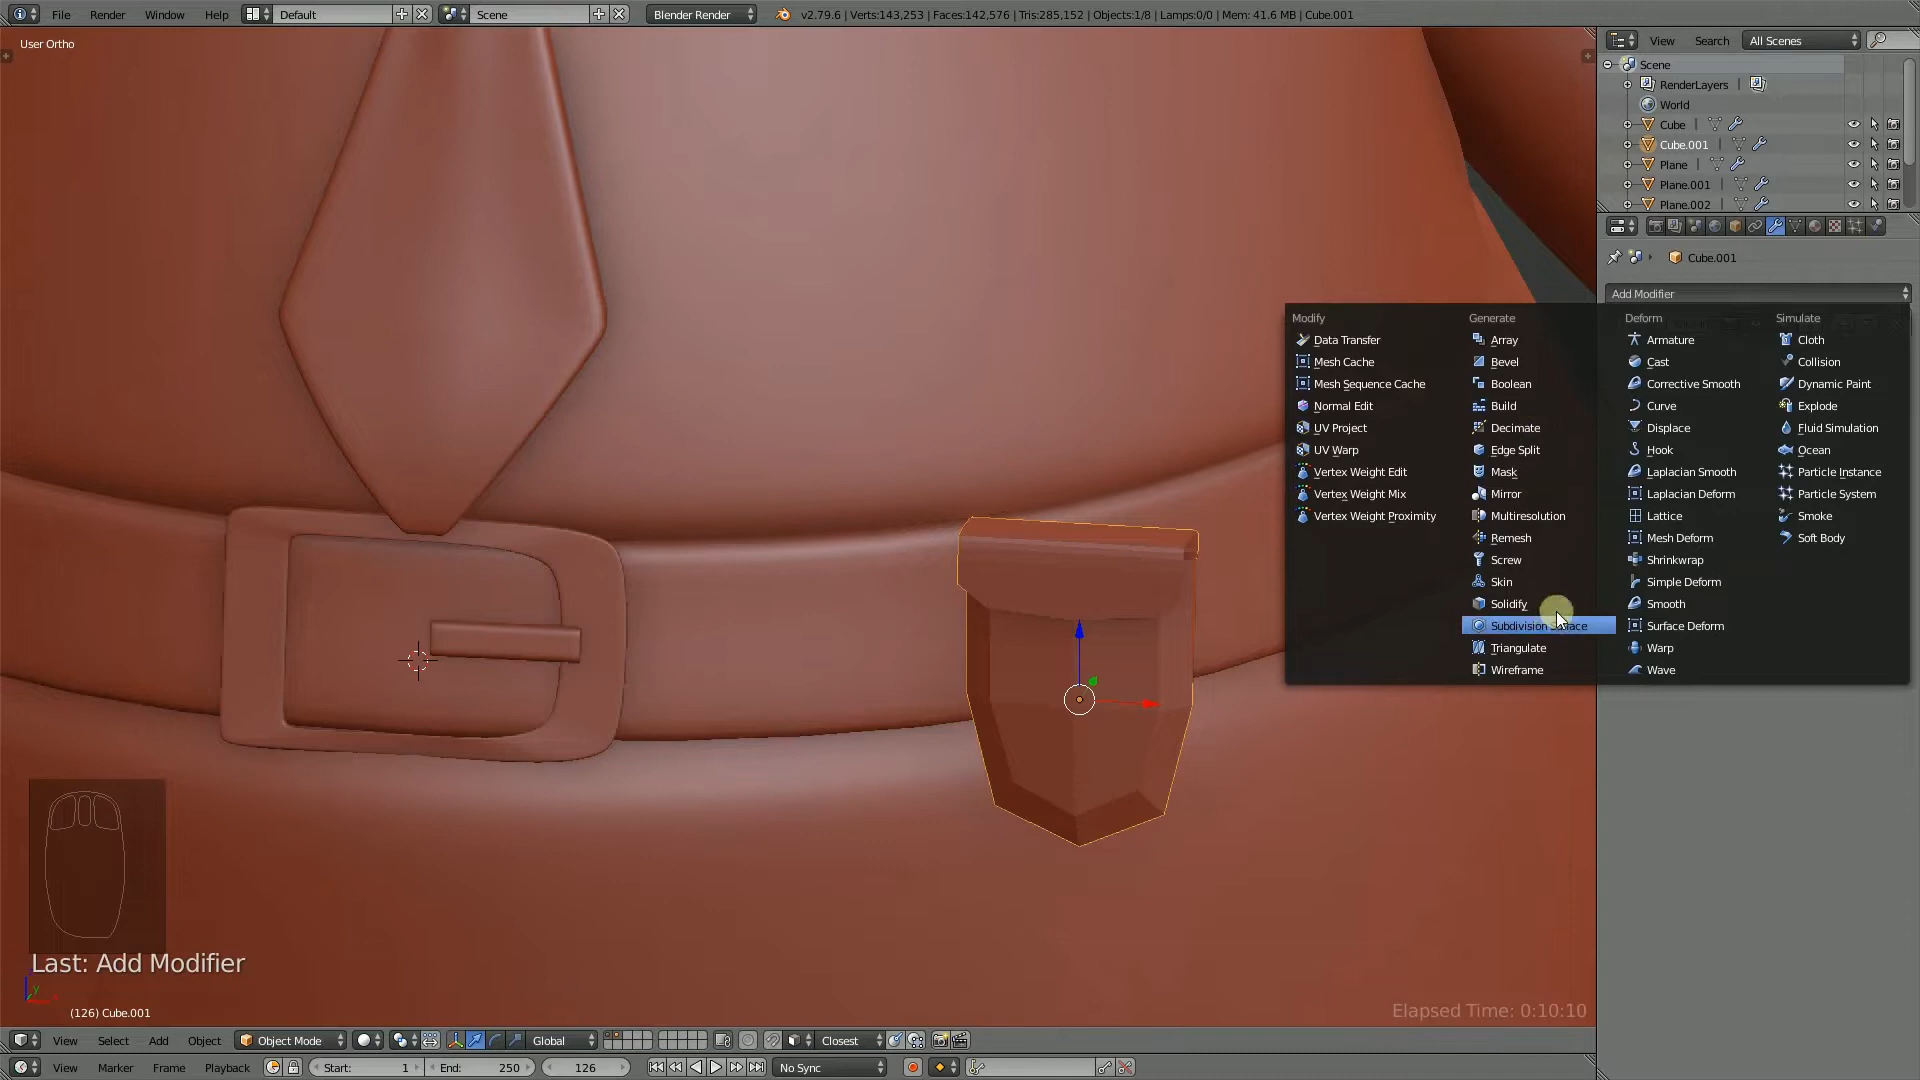 File Render Window Help Default Scene Blender Render v2.79.6 | Verts:143,253 | Faces:142,576 | Tris:285,152 | Objects:1/8 | Lamps:0/0 | Mem: 41.6 MB | Cube.001
User Ortho
View Search All Scenes
Scene
RenderLayers
World
Cube
Cube.001
Plane
Plane.001
Plane.002
Cube.001
Add Modifier
Modify Generate Deform Simulate
Data Transfer Array Armature Cloth
Mesh Cache Bevel Cast Collision
Mesh Sequence Cache Boolean Corrective Smooth Dynamic Paint
Normal Edit Build Curve Explode
UV Project Decimate Displace Fluid Simulation
UV Warp Edge Split Hook Ocean
Vertex Weight Edit Mask Laplacian Smooth Particle Instance
Vertex Weight Mix Mirror Laplacian Deform Particle System
Vertex Weight Proximity Multiresolution Lattice Smoke
Remesh Mesh Deform Soft Body
Screw Shrinkwrap
Skin Simple Deform
Solidify Smooth
Subdivision Surface Surface Deform
Triangulate Warp
Wireframe Wave
Last: Add Modifier
y
(126) Cube.001
Elapsed Time: 0:10:10
View Select Add Object Object Mode Global Closest
View Marker Frame Playback Start: 1 End: 250 126 No Sync